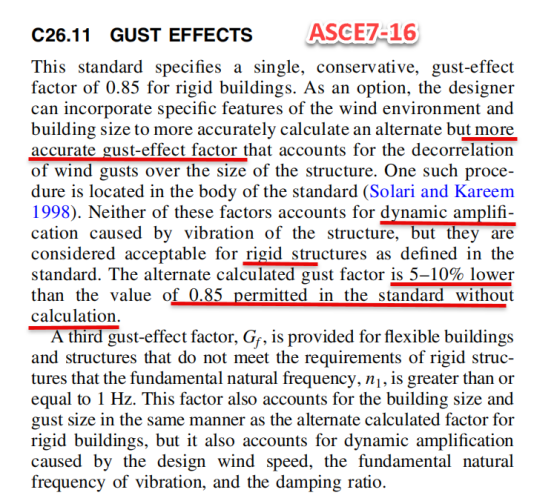 C26.11 GUST EFFECTS ASCE7-16
This standard specifies a single, conservative, gust-effect
factor of 0.85 for rigid buildings. As an option, the designer
can incorporate specific features of the wind environment and
building size to more accurately calculate an alternate but more
accurate gust-effect factor that accounts for the decorrelation
of wind gusts over the size of the structure. One such proce-
dure is located in the body of the standard (Solari and Kareem
1998). Neither of these factors accounts for dynamic amplifi-
cation caused by vibration of the structure, but they are
considered acceptable for rigid structures as defined in the
standard. The alternate calculated gust factor is 5–10% lower
than the value of 0.85 permitted in the standard without
calculation.
A third gust-effect factor, Gf, is provided for flexible buildings
and structures that do not meet the requirements of rigid struc-
tures that the fundamental natural frequency, n1, is greater than or
equal to 1 Hz. This factor also accounts for the building size and
gust size in the same manner as the alternate calculated factor for
rigid buildings, but it also accounts for dynamic amplification
caused by the design wind speed, the fundamental natural
frequency of vibration, and the damping ratio.